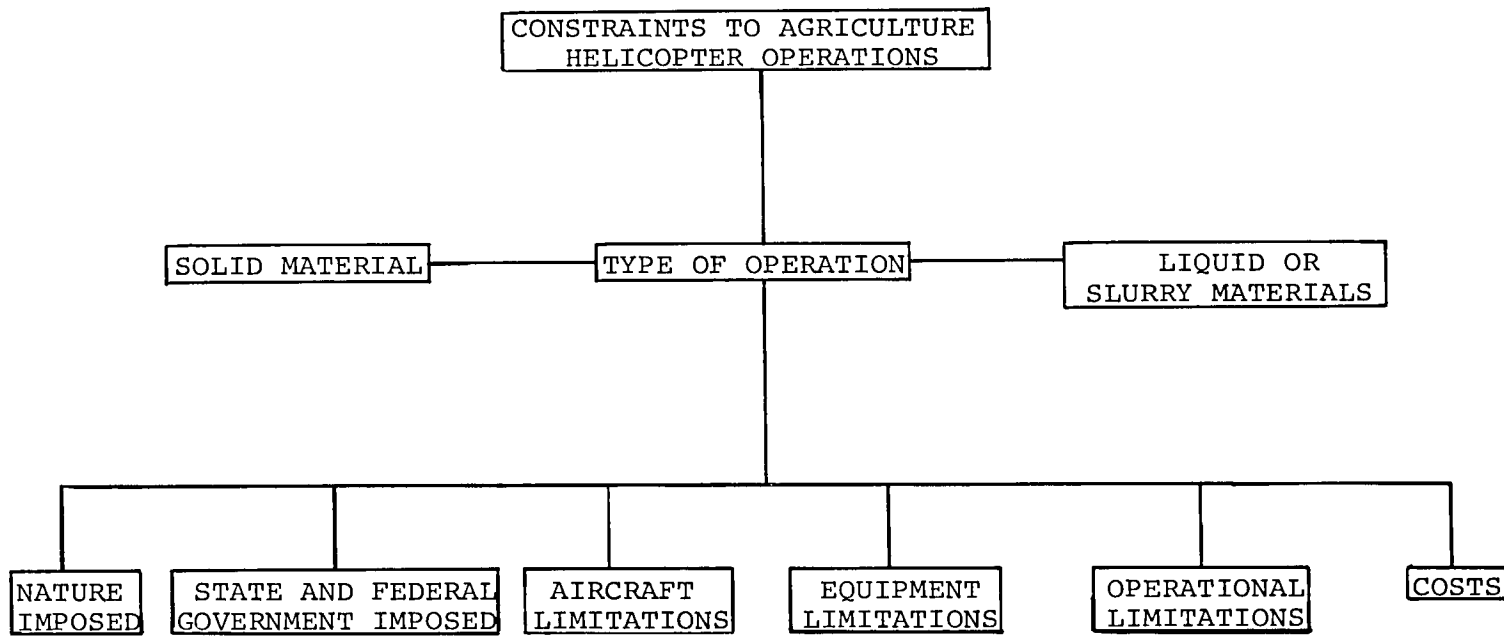 CONSTRAINTS TO AGRICULTURE
HELICOPTER OPERATIONS
SOLID MATERIAL
TYPE OF OPERATION
LIQUID OR
SLURRY MATERIALS
NATURE
IMPOSED
STATE AND FEDERAL
GOVERNMENT IMPOSED
AIRCRAFT
LIMITATIONS
EQUIPMENT
LIMITATIONS
OPERATIONAL
LIMITATIONS
COSTS